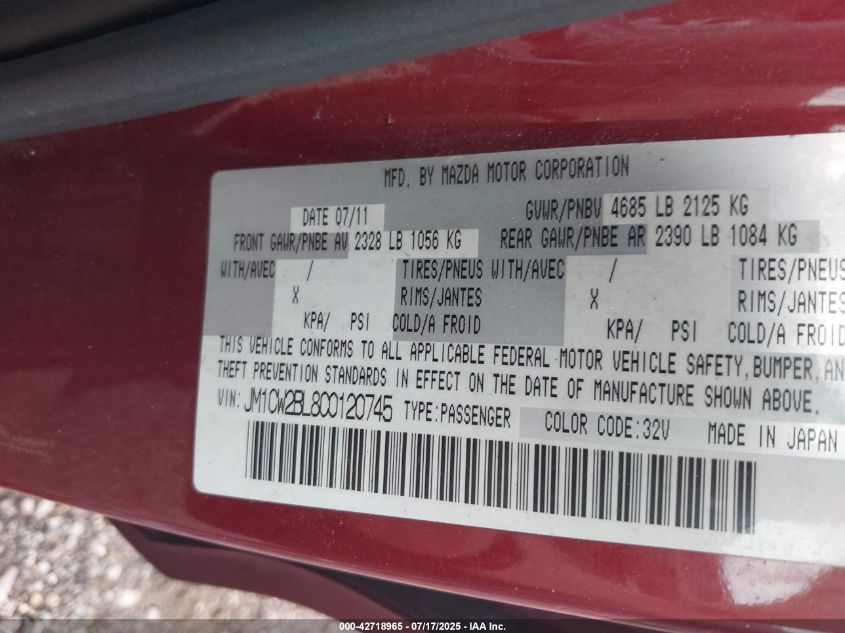 MFD. BY MAZDA MOTOR CORPORATION
DATE 07/11 GVWR/PNBV 4685 LB 2125 KG
FRONT GAWR/PNBE AV 2328 LB 1056 KG REAR GAWR/PNBE AR 2390 LB 1084 KG
WITH/AVEC / TIRES/PNEUS WITH/AVEC / TIRES/PNEUS
X RIMS/JANTES X RIMS/JANTES
KPA/ PSI COLD/A FROID KPA/ PSI COLD/A FROID
THIS VEHICLE CONFORMS TO ALL APPLICABLE FEDERAL MOTOR VEHICLE SAFETY, BUMPER, AN
THEFT PREVENTION STANDARDS IN EFFECT ON THE DATE OF MANUFACTURE SHOWN ABOVE.
VIN: JM1CW2BL8C0120745 TYPE:PASSENGER COLOR CODE:32V MADE IN JAPAN
000-42718965 - 07/17/2025 - IAA Inc.